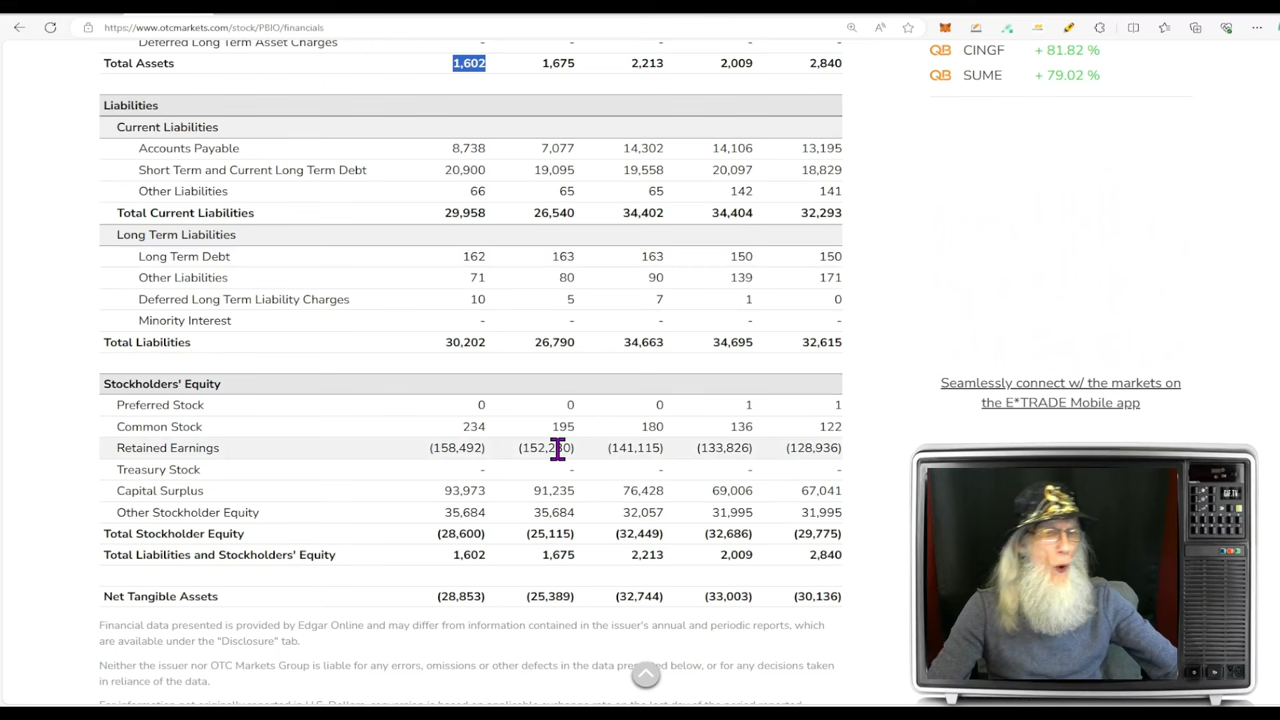 https://www.otcmarkets.com/stock/PBIO/financials
Deferred Long Term Asset Charges - - - - -
Total Assets 1,602 1,675 2,213 2,009 2,840
Liabilities
Current Liabilities
Accounts Payable 8,738 7,077 14,302 14,106 13,195
Short Term and Current Long Term Debt 20,900 19,095 19,558 20,097 18,829
Other Liabilities 66 65 65 142 141
Total Current Liabilities 29,958 26,540 34,402 34,404 32,293
Long Term Liabilities
Long Term Debt 162 163 163 150 150
Other Liabilities 71 80 90 139 171
Deferred Long Term Liability Charges 10 5 7 1 0
Minority Interest - - - - -
Total Liabilities 30,202 26,790 34,663 34,695 32,615
Stockholders' Equity
Preferred Stock 0 0 0 1 1
Common Stock 234 195 180 136 122
Retained Earnings (158,492) (141,115) (133,826) (128,936)
Treasury Stock - - - - -
Capital Surplus 93,973 91,235 76,428 69,006 67,041
Other Stockholder Equity 35,684 35,684 32,057 31,995 31,995
Total Stockholder Equity (28,600) (25,115) (32,449) (32,686) (29,775)
Total Liabilities and Stockholders' Equity 1,602 1,675 2,213 2,009 2,840
Net Tangible Assets (28,853) (25,389) (32,744) (33,003) (30,136)
Financial data presented is provided by Edgar Online and may differ from information contained in the issuer's annual and periodic reports, which
are available under the "Disclosure" tab.
Neither the issuer nor OTC Markets Group is liable for any errors, omissions or defects in the data below, or for any decisions taken
in reliance of the data.
QB CINGF + 81.82 %
QB SUME + 79.02 %
Seamlessly connect w/ the markets on
the E*TRADE Mobile app
GIF TV